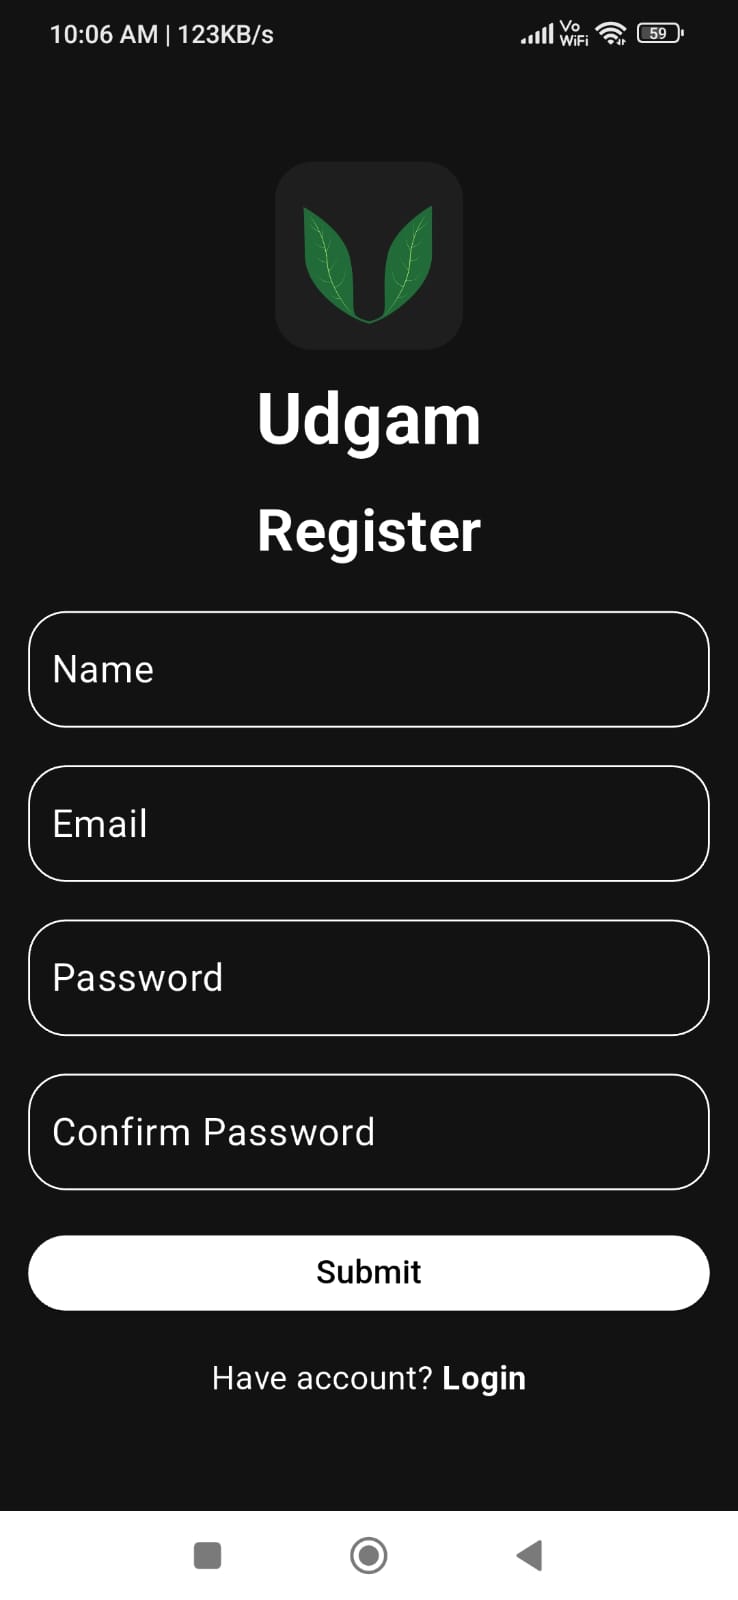 10:06 AM | 123KB/s Vo WiFi 59
Udgam
Register
Name
Email
Password
Confirm Password
Submit
Have account? Login